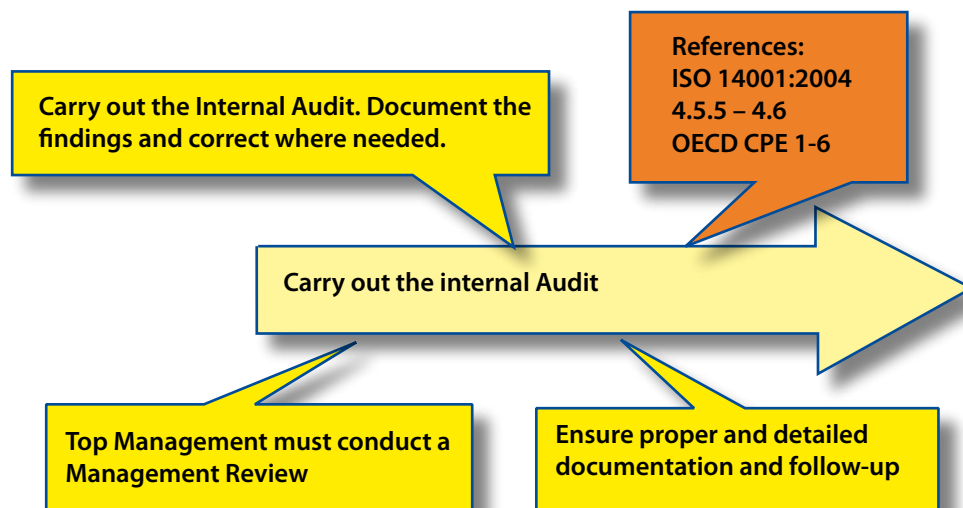 Carry out the Internal Audit. Document the
findings and correct where needed.
References:
ISO 14001:2004
4.5.5 – 4.6
OECD CPE 1-6
Carry out the internal Audit
Top Management must conduct a
Management Review
Ensure proper and detailed
documentation and follow-up